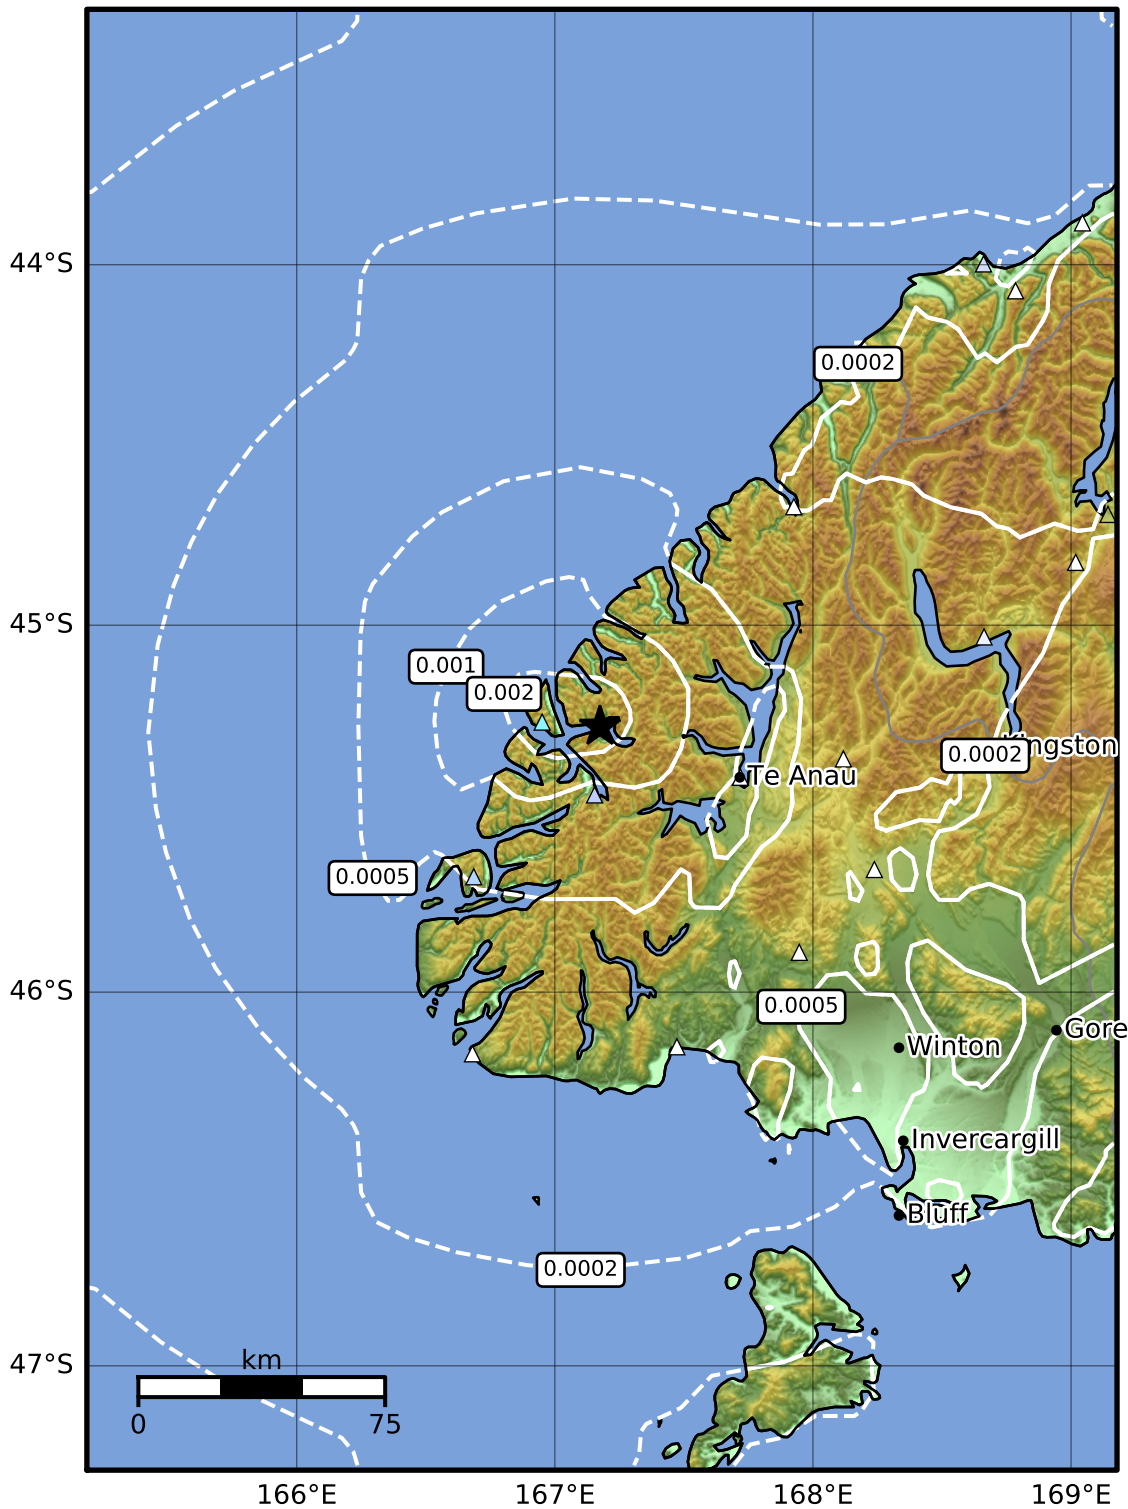 44°S
0.0002
45°S
0.001
0.002
Kingston
0.0002
Te Anau
0.0005
46°S
0.0005
Gore
Winton
Invercargill
Bluff
0.0002
47°S
km
0
75
166°E
167°E
168°E
169°E